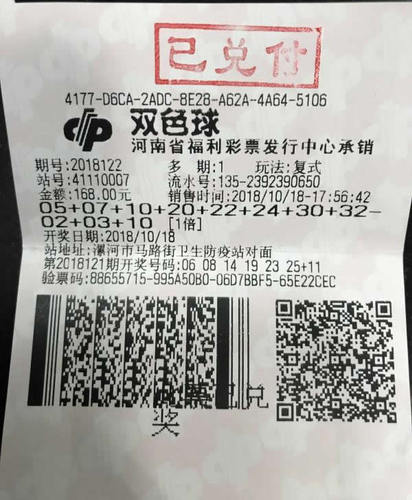 已兑付
4177-D6CA-2ADC-8E28-A62A-4A64-5106
双色球
河南省福利彩票发行中心承销
期号:2018122 多 期:1 玩法:复式
站号:41110007 流水号:135-2392390650
金额:168.00元 销售时间:2018/10/18-17:56:42
05+07+10+20+22+24+30+32-
02+03+10 [1倍]
开奖日期:2018/10/18
站地址:漯河市马路街卫生防疫站对面
第2018121期开奖号码:06 08 14 19 23 25+11
验票码:88655715-995A50B0-06D7BBF5-65E22CEC
此票已兑
奖